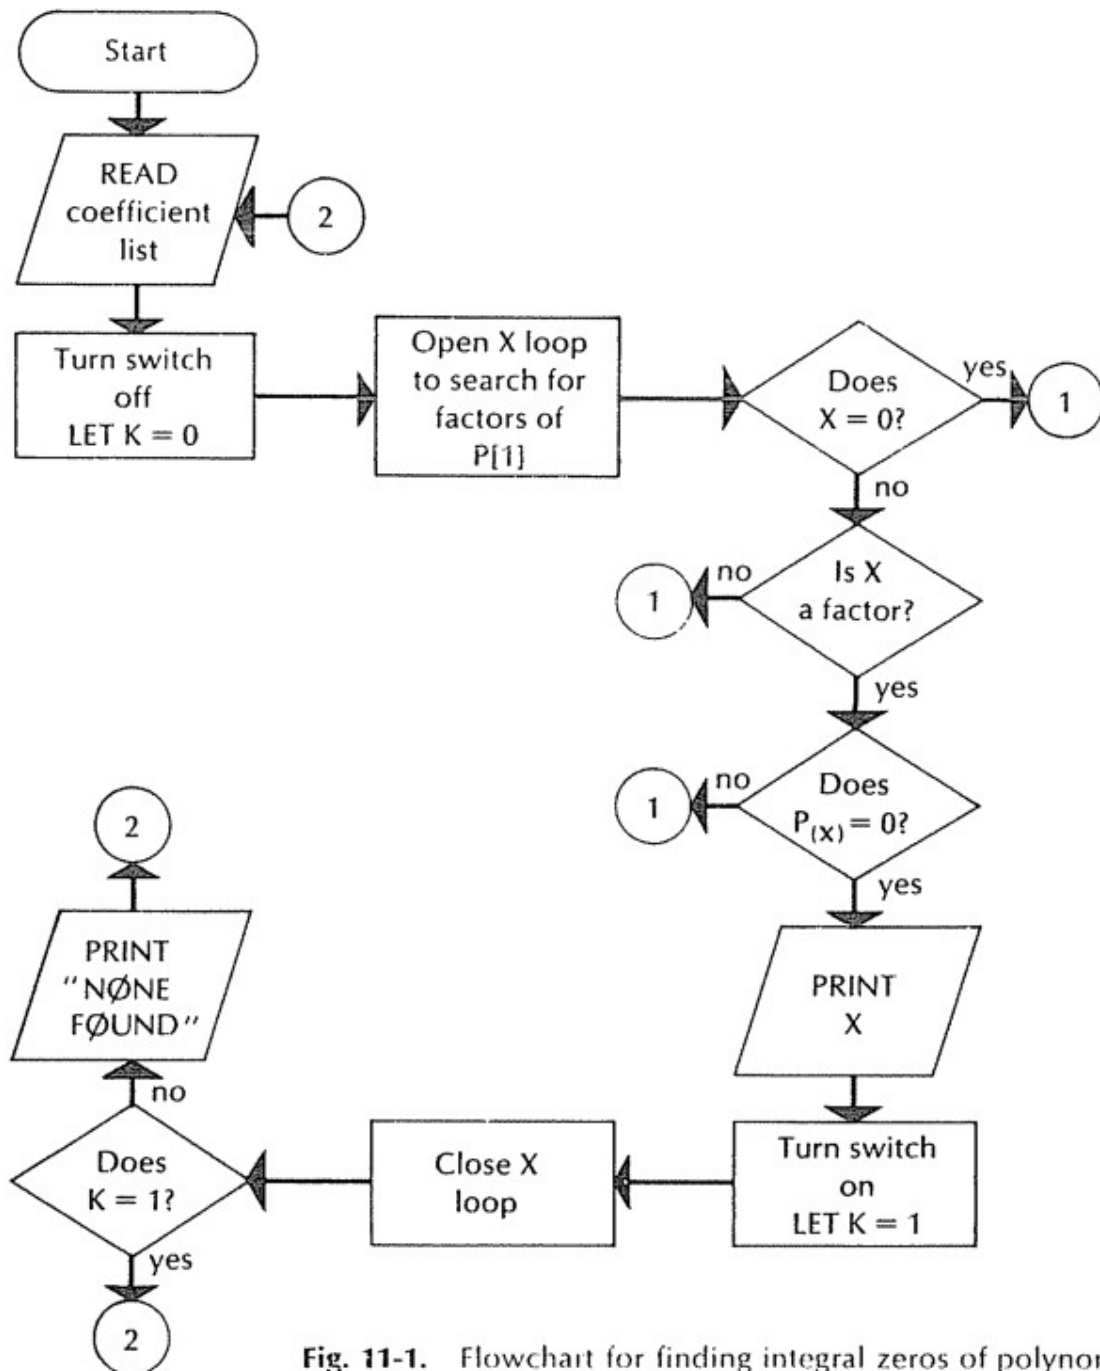 Start
READ
coefficient
list
2
Turn switch
off
LET K = 0
Open X loop
to search for
factors of
P[1]
Does
X = 0?
yes
1
no
Is X
a factor?
no
1
yes
Does
P(X) = 0?
no
1
yes
PRINT
X
Turn switch
on
LET K = 1
Close X
loop
Does
K = 1?
no
PRINT
"NØNE
FØUND"
2
yes
2
Fig. 11-1. Flowchart for finding integral zeros of